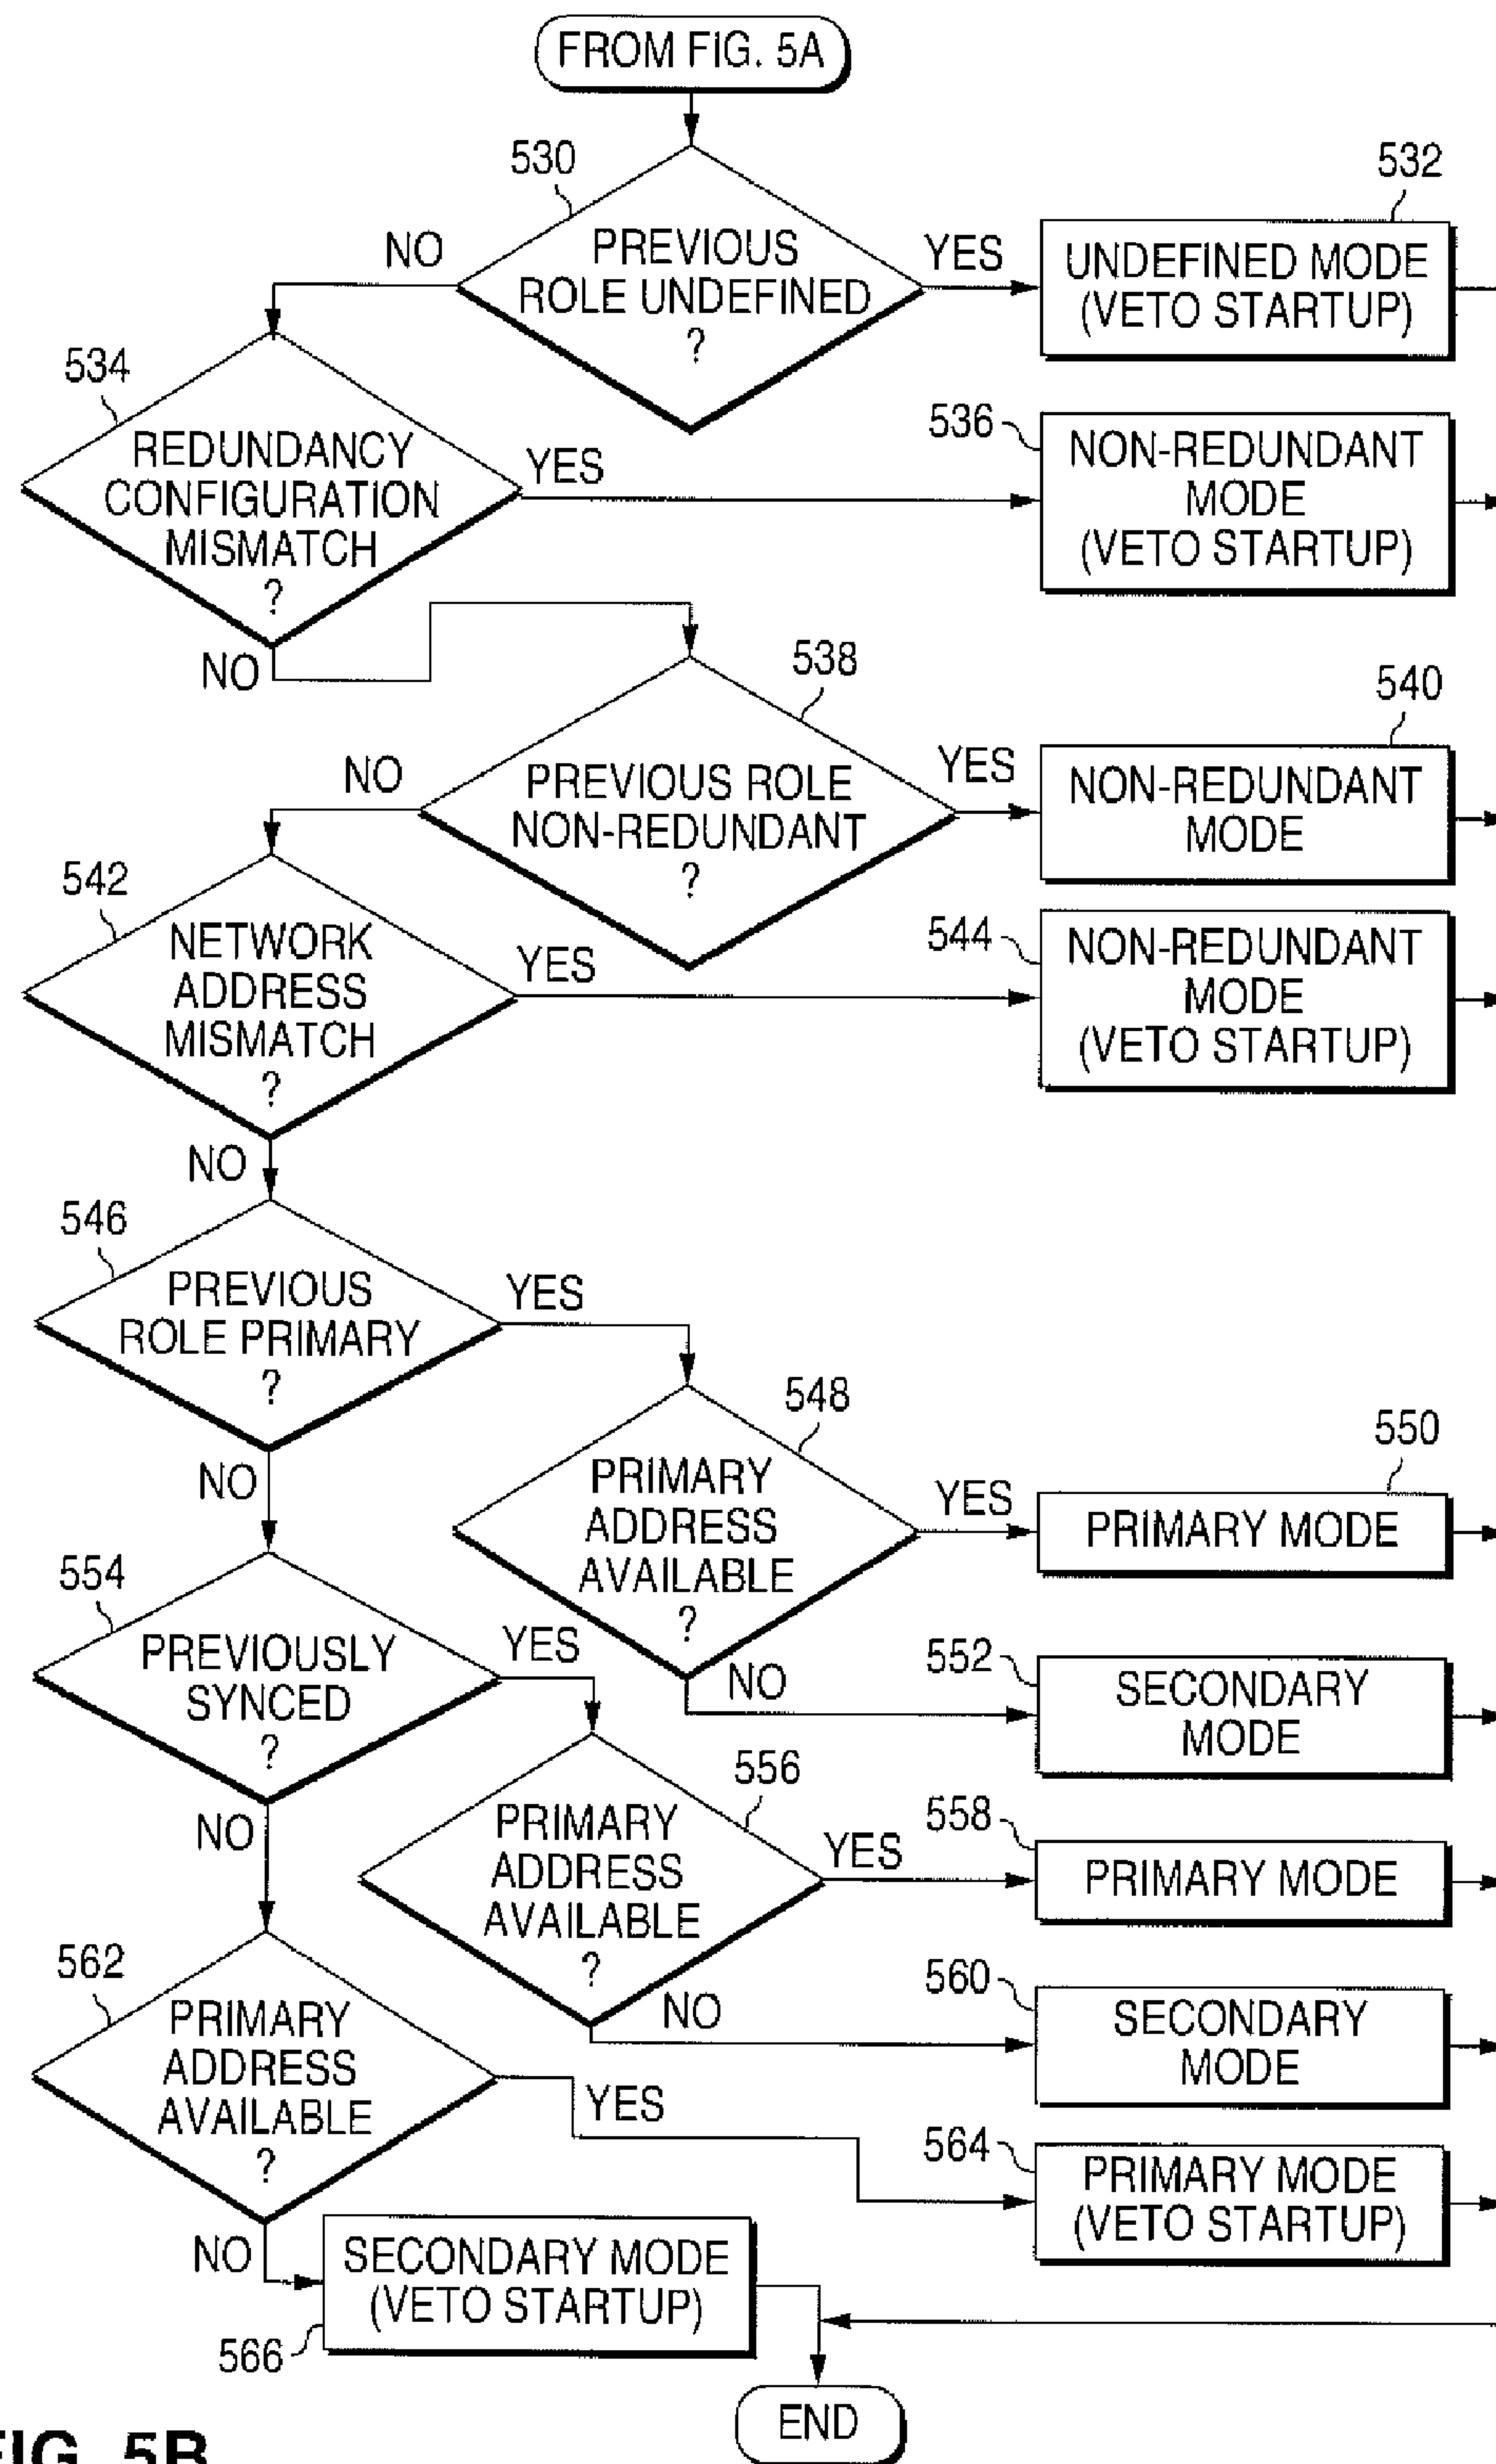 FROM FIG. 5A
530
532
PREVIOUS
ROLE UNDEFINED
?
NO
YES
UNDEFINED MODE
(VETO STARTUP)
534
REDUNDANCY
CONFIGURATION
MISMATCH
?
YES
NO
536
NON-REDUNDANT
MODE
(VETO STARTUP)
538
PREVIOUS ROLE
NON-REDUNDANT
?
NO
YES
540
NON-REDUNDANT
MODE
542
NETWORK
ADDRESS
MISMATCH
?
YES
NO
544
NON-REDUNDANT
MODE
(VETO STARTUP)
546
PREVIOUS
ROLE PRIMARY
?
YES
NO
548
PRIMARY
ADDRESS
AVAILABLE
?
YES
NO
550
PRIMARY MODE
552
SECONDARY
MODE
554
PREVIOUSLY
SYNCED
?
YES
NO
556
PRIMARY
ADDRESS
AVAILABLE
?
YES
NO
558
PRIMARY MODE
560
SECONDARY
MODE
562
PRIMARY
ADDRESS
AVAILABLE
?
YES
NO
564
PRIMARY MODE
(VETO STARTUP)
SECONDARY MODE
(VETO STARTUP)
566
END
FIG. 5B